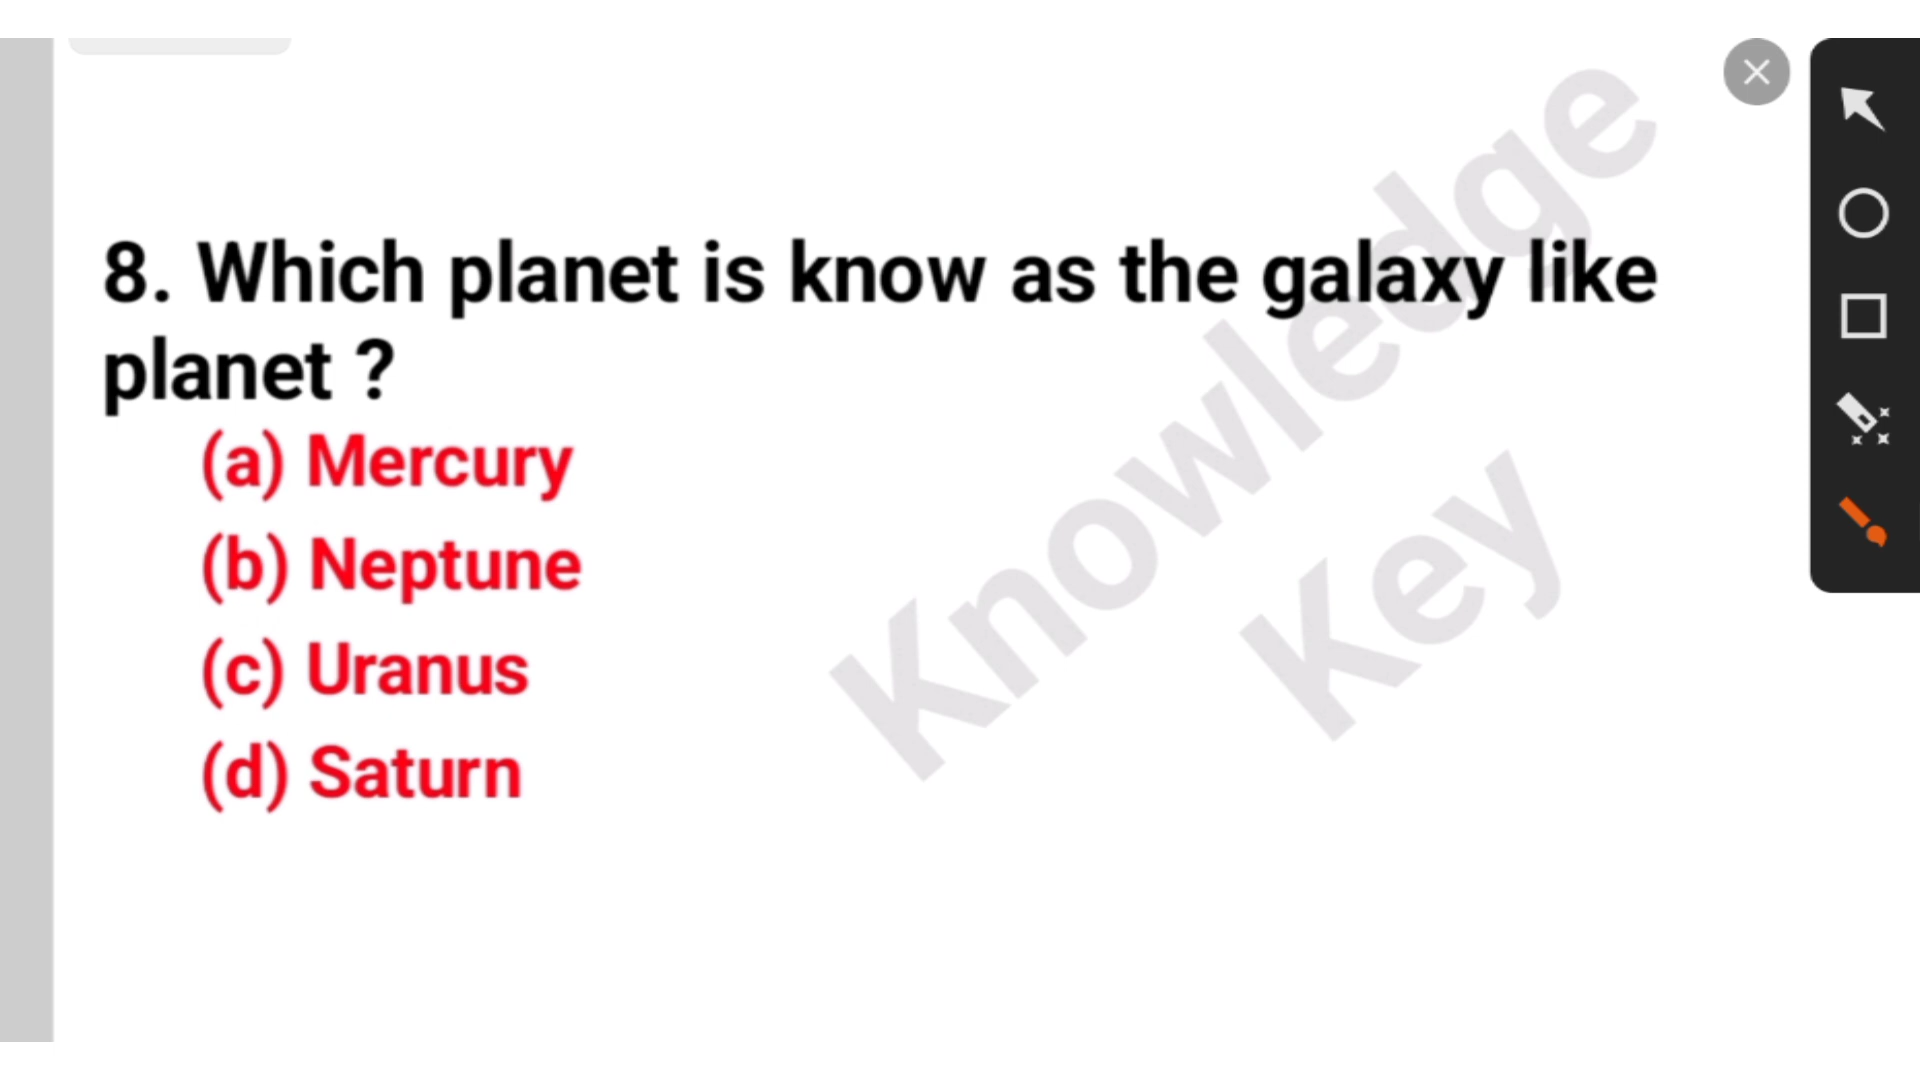 8. Which planet is know as the galaxy like
planet ?
(a) Mercury
(b) Neptune
(c) Uranus
(d) Saturn
Knowledge
Key